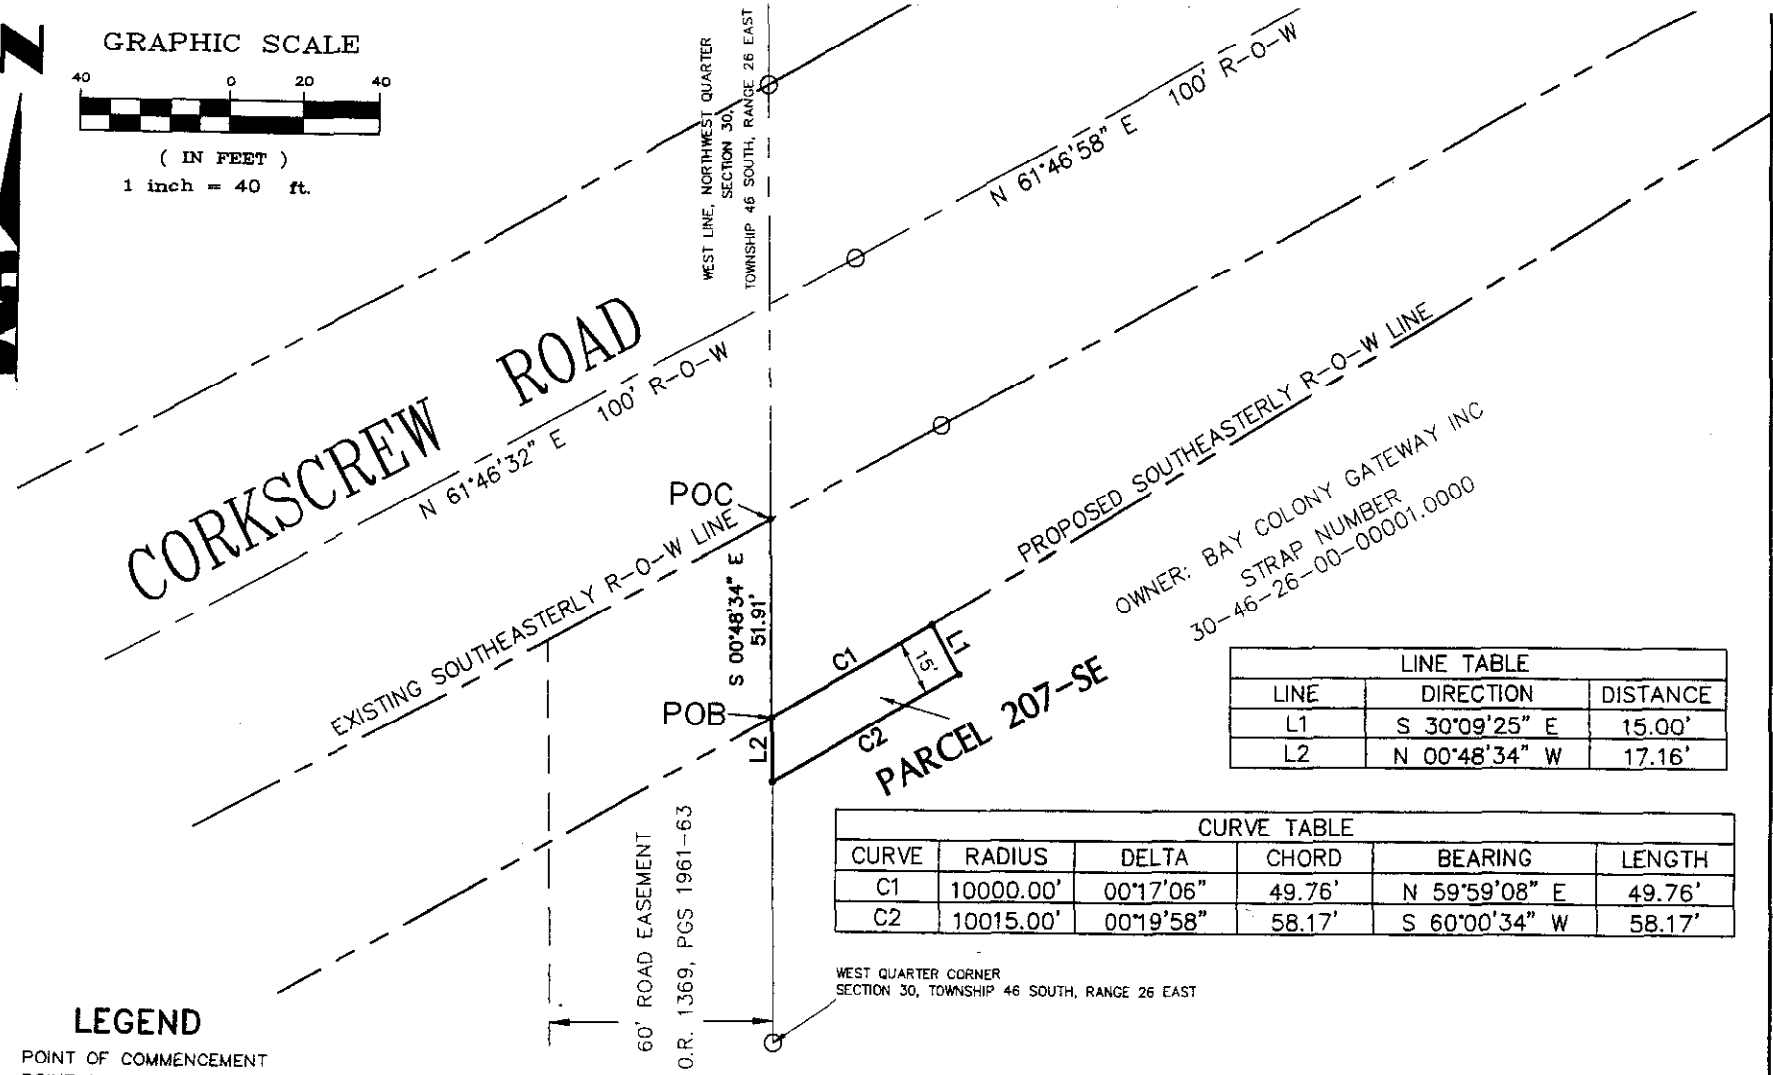 Z
GRAPHIC SCALE
40 0 20 40
( IN FEET )
1 inch = 40 ft.
WEST LINE, NORTHWEST QUARTER
SECTION 30,
TOWNSHIP 46 SOUTH, RANGE 26 EAST
100' R-O-W
N 61°46'58" E
CORKSCREW ROAD
100' R-O-W
N 61°46'32" E
POC
EXISTING SOUTHEASTERLY R-O-W LINE
S 00°48'34" E
51.91'
PROPOSED SOUTHEASTERLY R-O-W LINE
OWNER: BAY COLONY GATEWAY INC
STRAP NUMBER
30-46-26-00-00001.0000
C1
L1
15'
POB
L2
C2
PARCEL 207-SE
LINE TABLE
LINE DIRECTION DISTANCE
L1 S 30°09'25" E 15.00'
L2 N 00°48'34" W 17.16'
CURVE TABLE
CURVE RADIUS DELTA CHORD BEARING LENGTH
C1 10000.00' 00°17'06" 49.76' N 59°59'08" E 49.76'
C2 10015.00' 00°19'58" 58.17' S 60°00'34" W 58.17'
60' ROAD EASEMENT
O.R. 1369, PGS 1961-63
WEST QUARTER CORNER
SECTION 30, TOWNSHIP 46 SOUTH, RANGE 26 EAST
LEGEND
POINT OF COMMENCEMENT